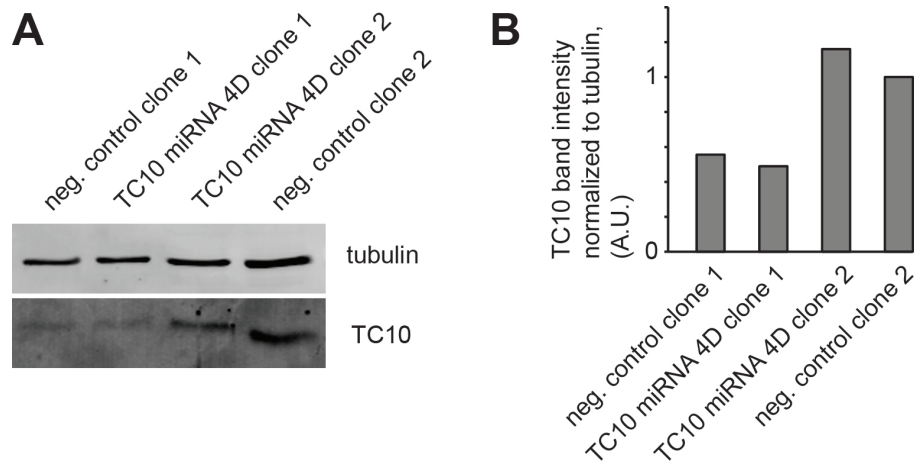 A
neg. control clone 1
TC10 miRNA 4D clone 1
TC10 miRNA 4D clone 2
neg. control clone 2
tubulin
TC10
B
TC10 band intensity
normalized to tubulin,
(A.U.)
1
0
neg. control clone 1
TC10 miRNA 4D clone 1
TC10 miRNA 4D clone 2
neg. control clone 2